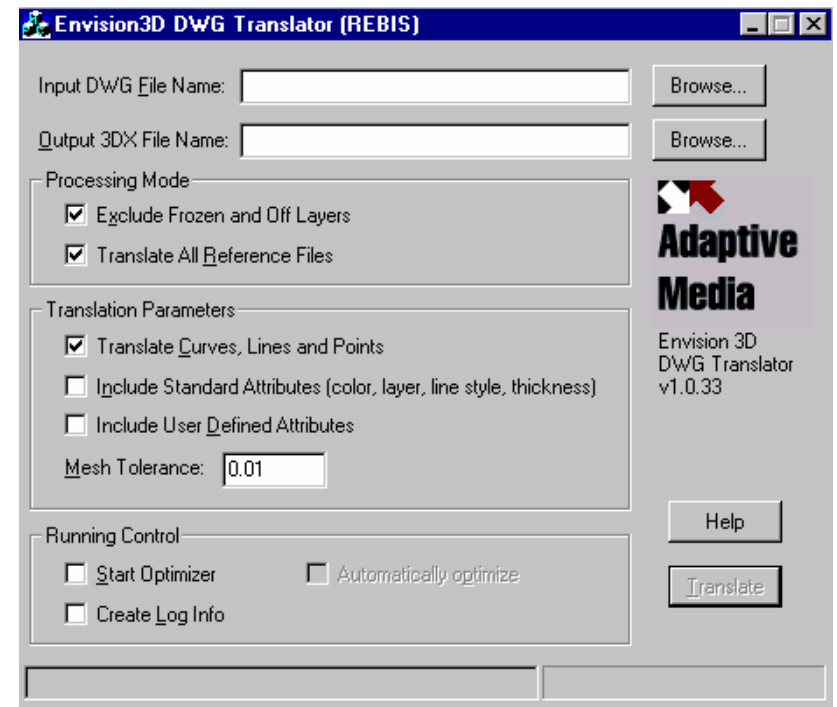 Envision3D DWG Translator (REBIS)
Input DWG File Name:
Browse...
Output 3DX File Name:
Browse...
Processing Mode
Exclude Frozen and Off Layers
Translate All Reference Files
Adaptive
Media
Envision 3D
DWG Translator
v1.0.33
Translation Parameters
Translate Curves, Lines and Points
Include Standard Attributes (color, layer, line style, thickness)
Include User Defined Attributes
Mesh Tolerance: 0.01
Help
Running Control
Start Optimizer
Automatically optimize
Translate
Create Log Info